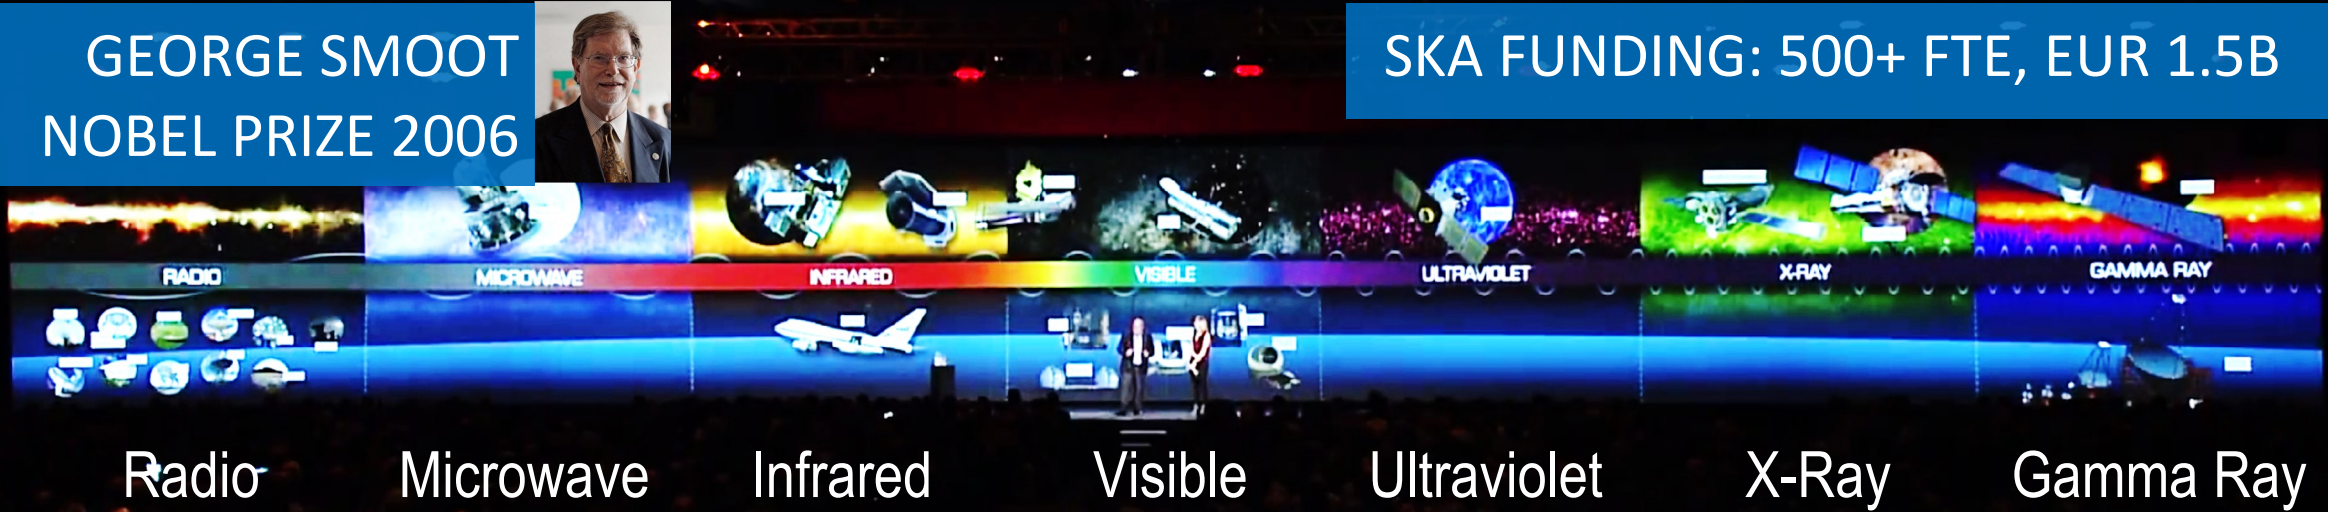 GEORGE SMOOT
NOBEL PRIZE 2006
SKA FUNDING: 500+ FTE, EUR 1.5B
RADIO
MICROWAVE
INFRARED
VISIBLE
ULTRAVIOLET
X-RAY
GAMMA RAY
Radio
Microwave
Infrared
Visible
Ultraviolet
X-Ray
Gamma Ray